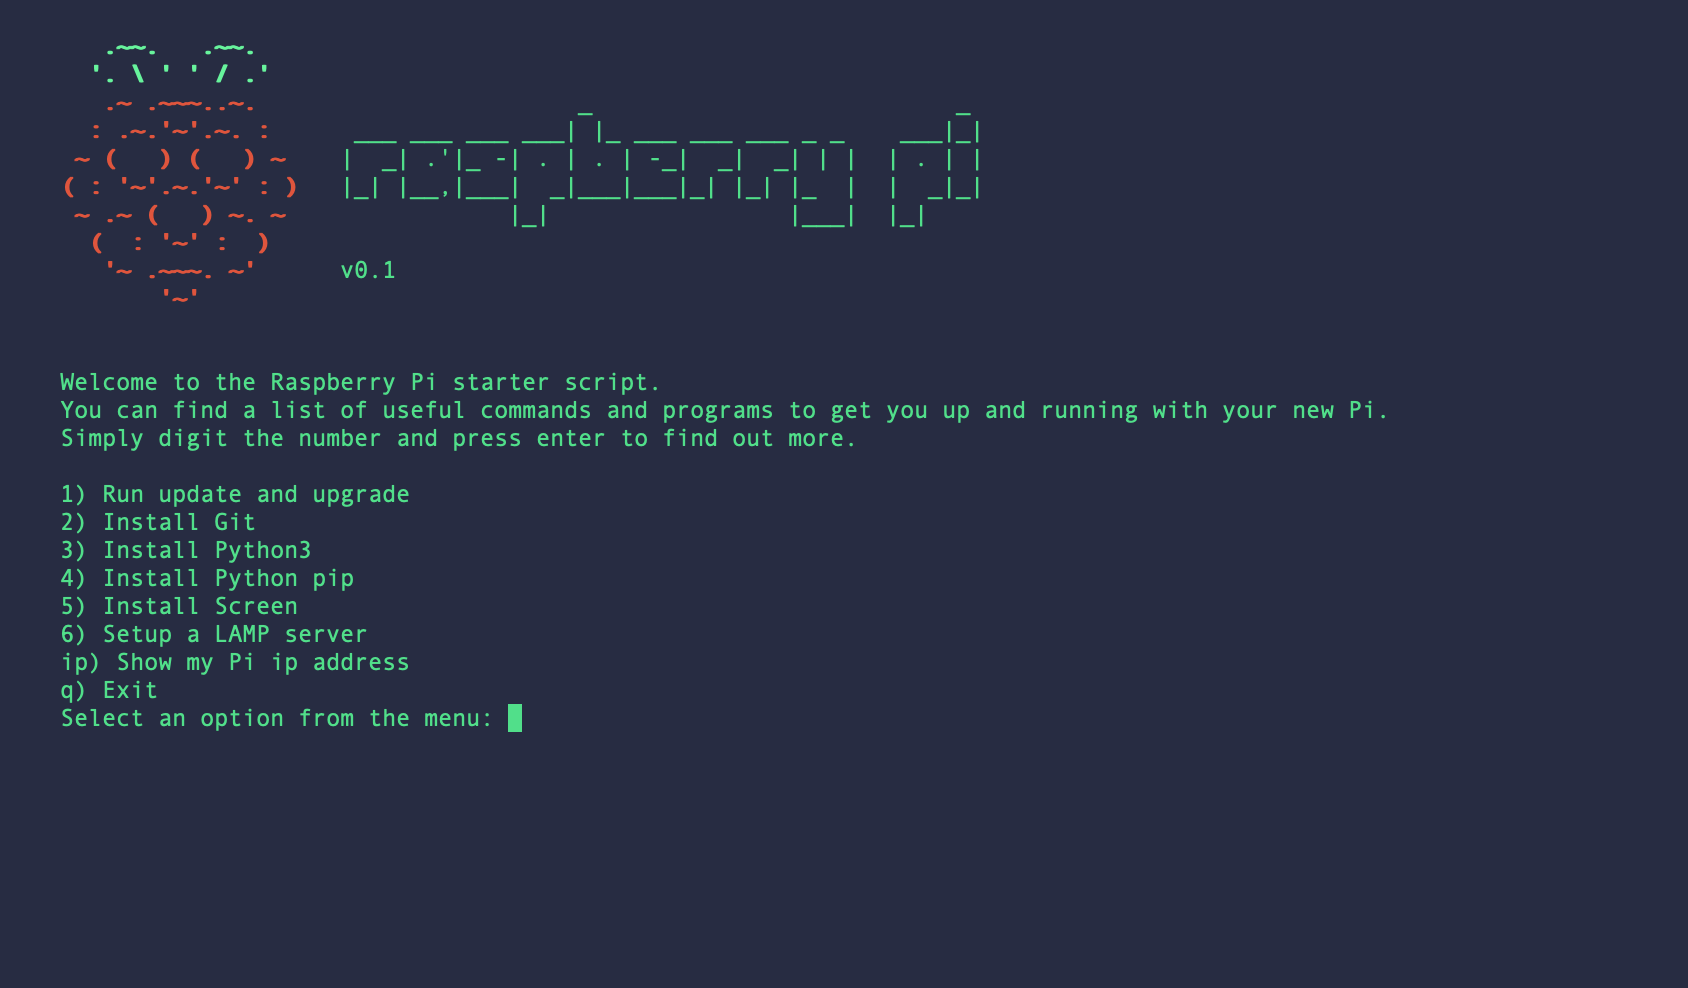 raspberry pi
v0.1
Welcome to the Raspberry Pi starter script.
You can find a list of useful commands and programs to get you up and running with your new Pi.
Simply digit the number and press enter to find out more.
1) Run update and upgrade
2) Install Git
3) Install Python3
4) Install Python pip
5) Install Screen
6) Setup a LAMP server
ip) Show my Pi ip address
q) Exit
Select an option from the menu: